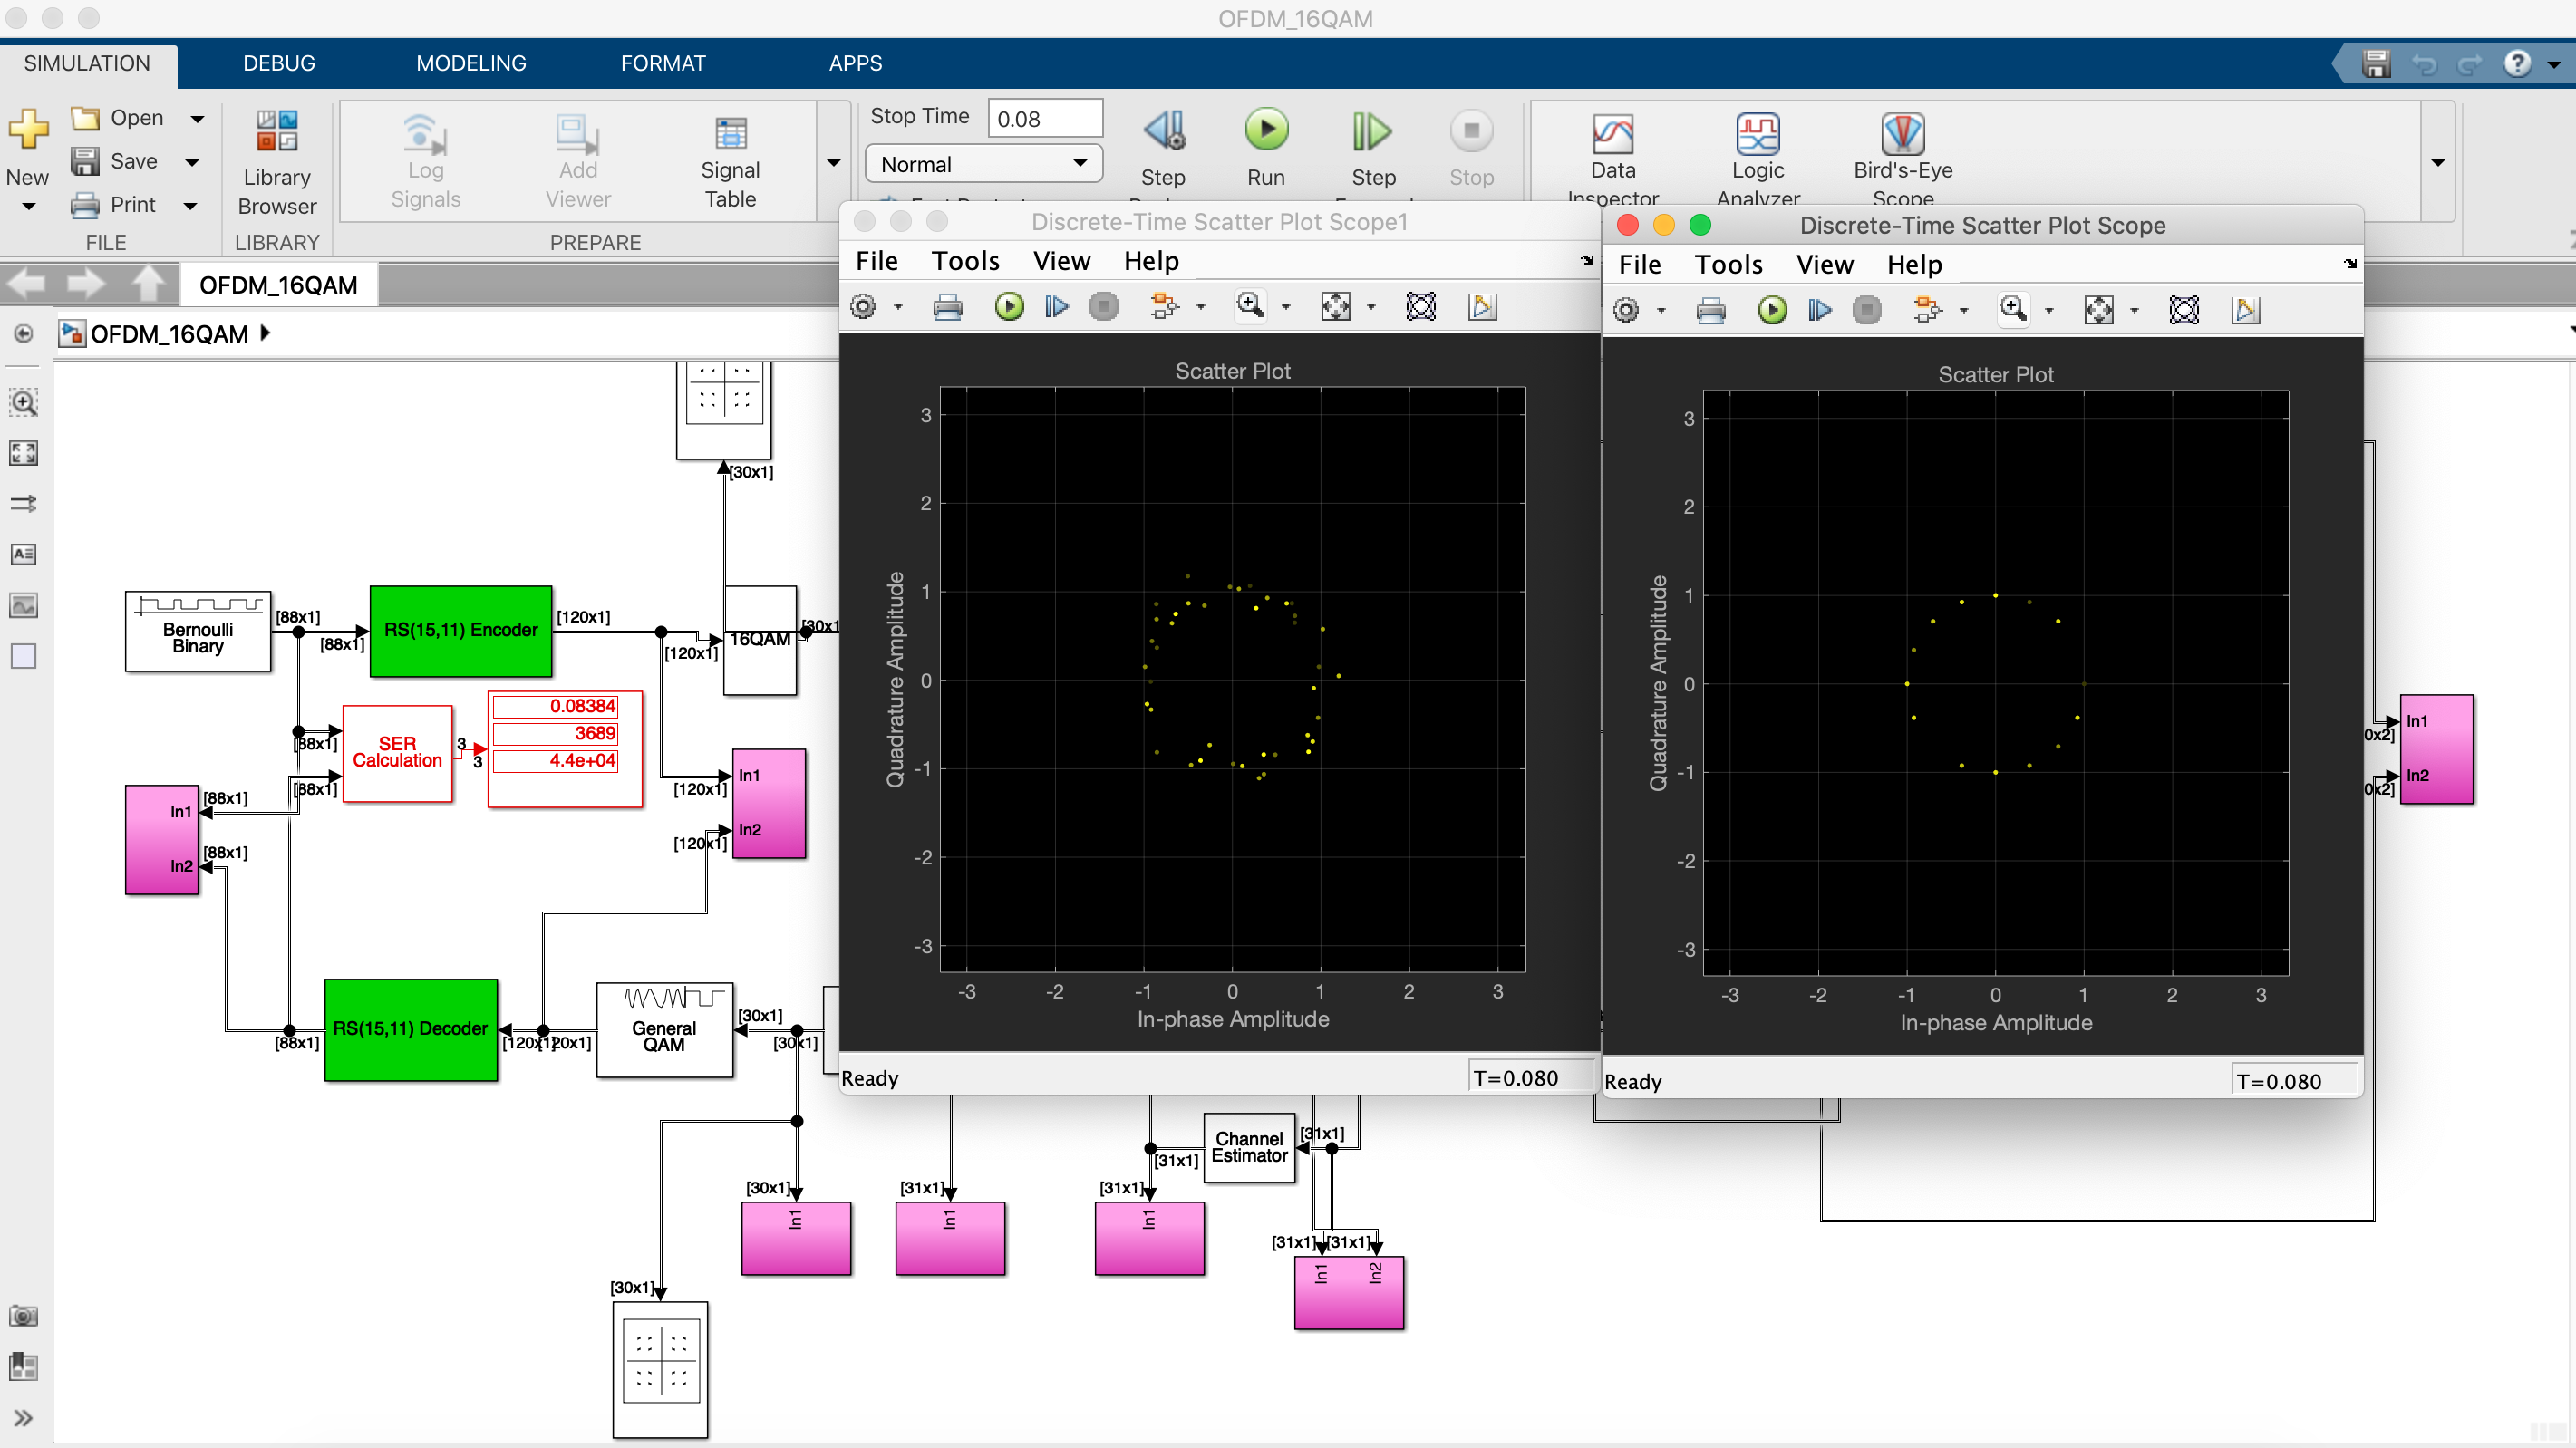 OFDM_16QAM
SIMULATION DEBUG MODELING FORMAT APPS
New
Open
Save
Print
FILE
Library
Browser
LIBRARY
Log
Signals
Add
Viewer
Signal
Table
PREPARE
Stop Time 0.08
Normal
Step
Run
Step
Stop
Data
Inspector
Logic
Analyzer
Bird's-Eye
Scope
OFDM_16QAM
OFDM_16QAM
[30x1]
Bernoulli
Binary
[88x1]
[88x1]
RS(15,11) Encoder
[120x1]
[120x1]
16QAM
[30x1
[88x1]
[88x1]
SER
Calculation
3
3
0.08384
3689
4.4e+04
In1
In2
[120x1]
[120x1]
In1
In2
[88x1]
[88x1]
RS(15,11) Decoder
[88x1]
[120x1]
20x1]
General
QAM
[30x1]
[30x1]
[30x1]
In1
[31x1]
In1
[31x1]
In1
[31x1]
Channel
Estimator
[31x1]
[31x1]
[31x1]
In1
In2
[30x1]
In1
0x2]
In2
0x2]
Discrete-Time Scatter Plot Scope1
File Tools View Help
Scatter Plot
Quadrature Amplitude
3
2
1
0
-1
-2
-3
-3 -2 -1 0 1 2 3
In-phase Amplitude
Ready T=0.080
Discrete-Time Scatter Plot Scope
File Tools View Help
Scatter Plot
Quadrature Amplitude
3
2
1
0
-1
-2
-3
-3 -2 -1 0 1 2 3
In-phase Amplitude
Ready T=0.080